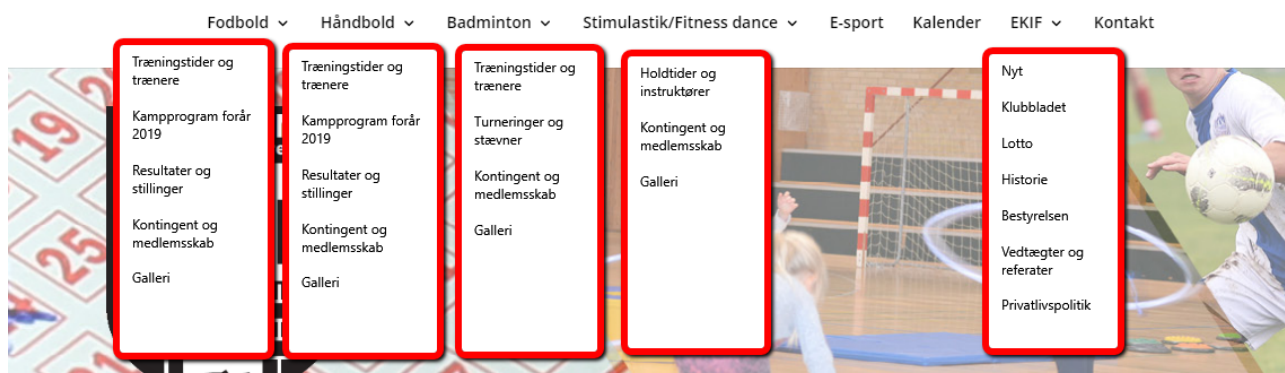 Fodbold Håndbold Badminton Stimulastik/Fitness dance E-sport Kalender EKIF Kontakt
Træningstider og
trænere
Kampprogram forår
2019
Resultater og
stillinger
Kontingent og
medlemsskab
Galleri
Træningstider og
trænere
Kampprogram forår
2019
Resultater og
stillinger
Kontingent og
medlemsskab
Galleri
Træningstider og
trænere
Turneringer og
stævner
Kontingent og
medlemsskab
Galleri
Holdtider og
instruktører
Kontingent og
medlemsskab
Galleri
Nyt
Klubbladet
Lotto
Historie
Bestyrelsen
Vedtægter og
referater
Privatlivspolitik
19
25